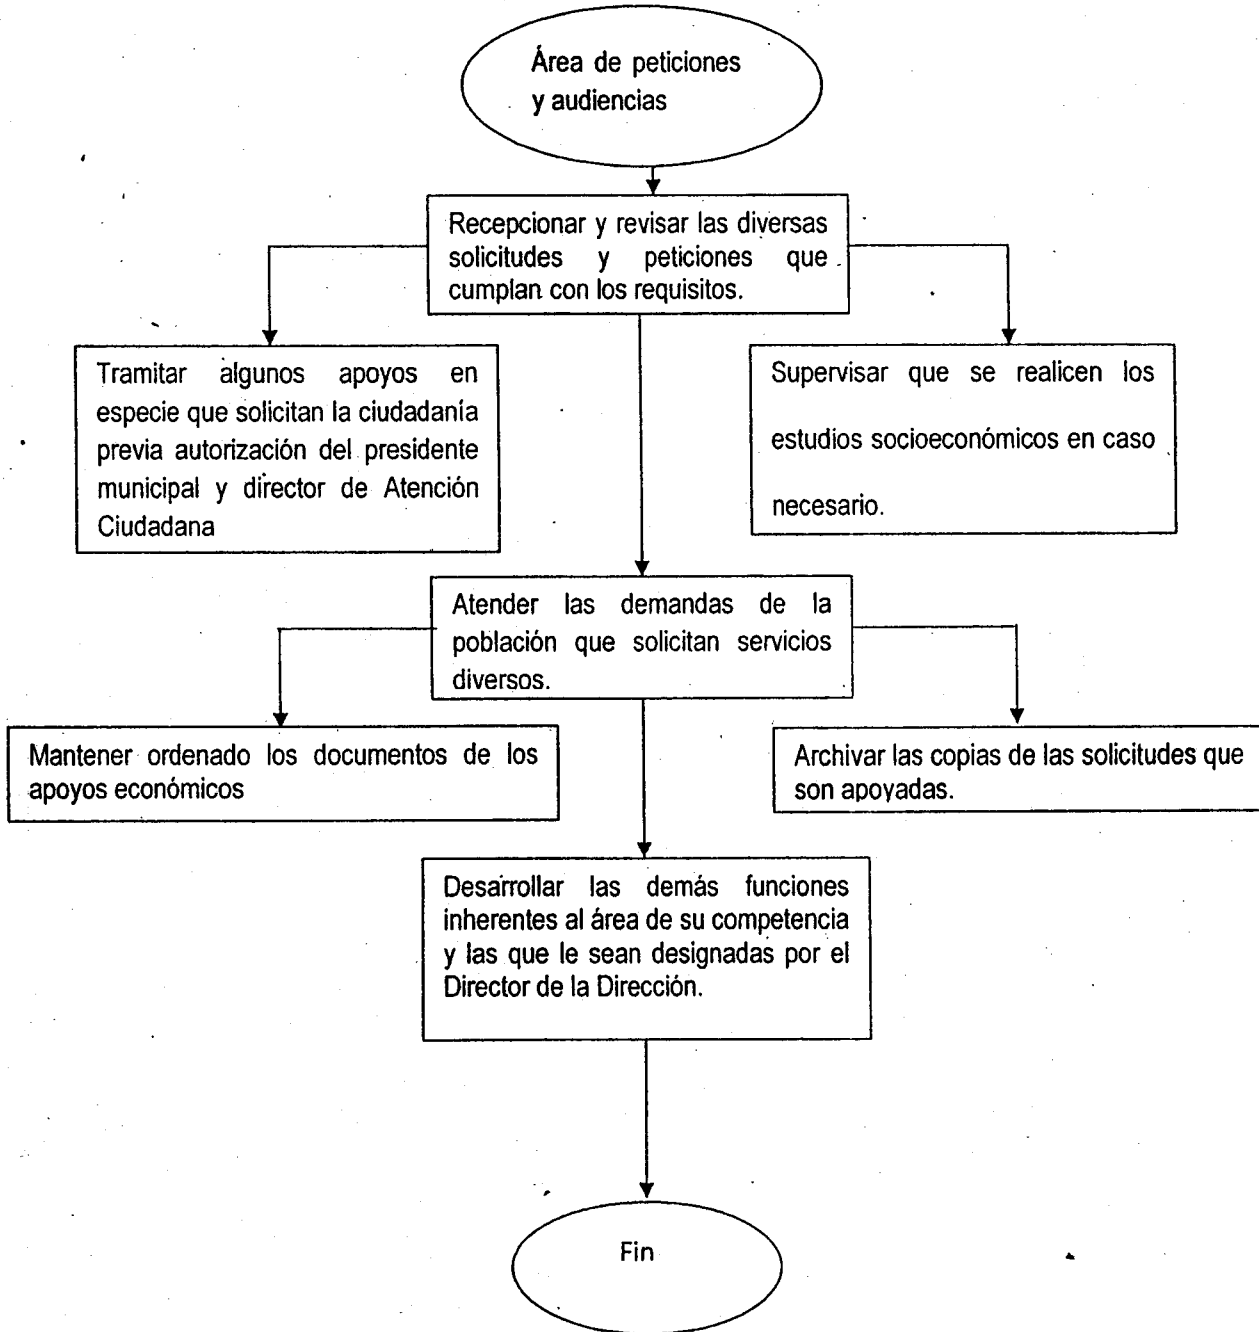 Área de peticiones
y audiencias
Recepcionar y revisar las diversas
solicitudes y peticiones que
cumplan con los requisitos.
Tramitar algunos apoyos en
especie que solicitan la ciudadanía
previa autorización del presidente
municipal y director de Atención
Ciudadana
Supervisar que se realicen los
estudios socioeconómicos en caso
necesario.
Atender las demandas de la
población que solicitan servicios
diversos.
Mantener ordenado los documentos de los
apoyos económicos
Archivar las copias de las solicitudes que
son apoyadas.
Desarrollar las demás funciones
inherentes al área de su competencia
y las que le sean designadas por el
Director de la Dirección.
Fin